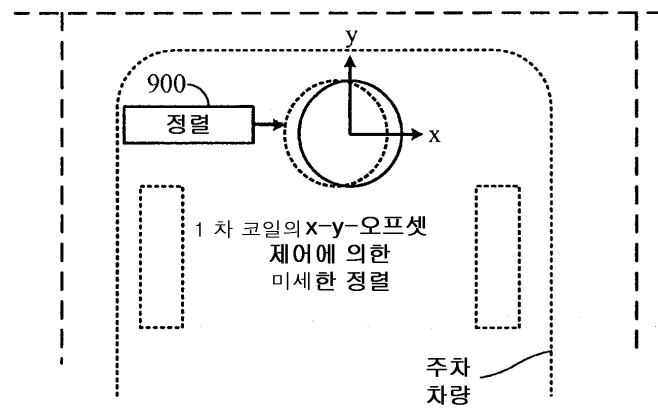 y
900
정렬
x
1 차 코일의 x-y-오프셋
제어에 의한
미세한 정렬
주차
차량